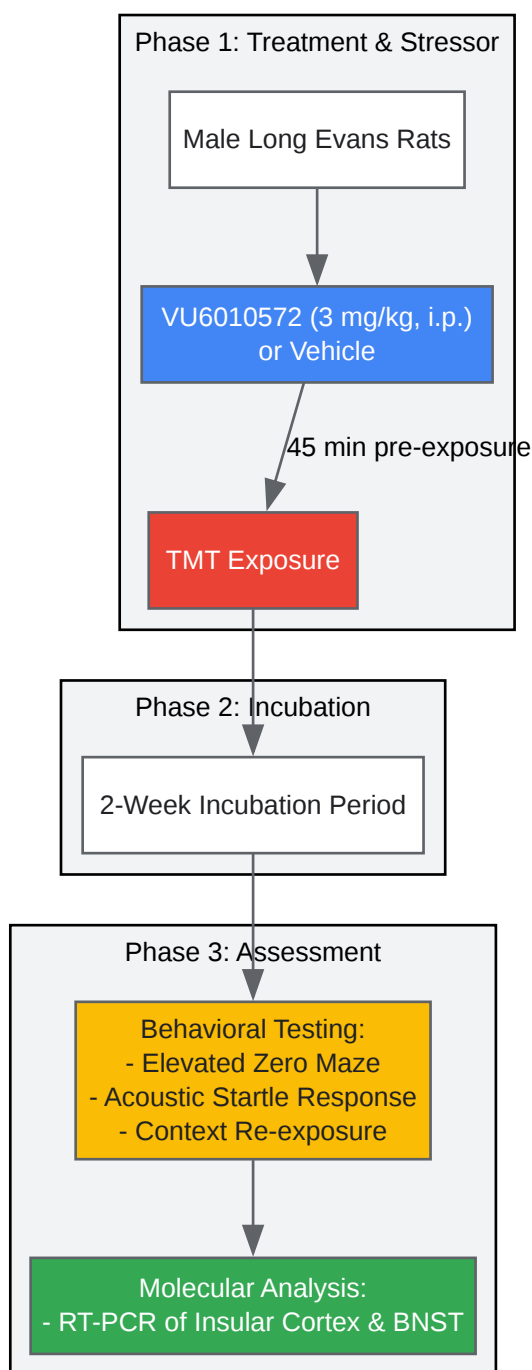 Phase 1: Treatment & Stressor
Male Long Evans Rats
VU6010572 (3 mg/kg, i.p.)
or Vehicle
45 min pre-exposure
TMT Exposure
Phase 2: Incubation
2-Week Incubation Period
Phase 3: Assessment
Behavioral Testing:
- Elevated Zero Maze
- Acoustic Startle Response
- Context Re-exposure
Molecular Analysis:
- RT-PCR of Insular Cortex & BNST